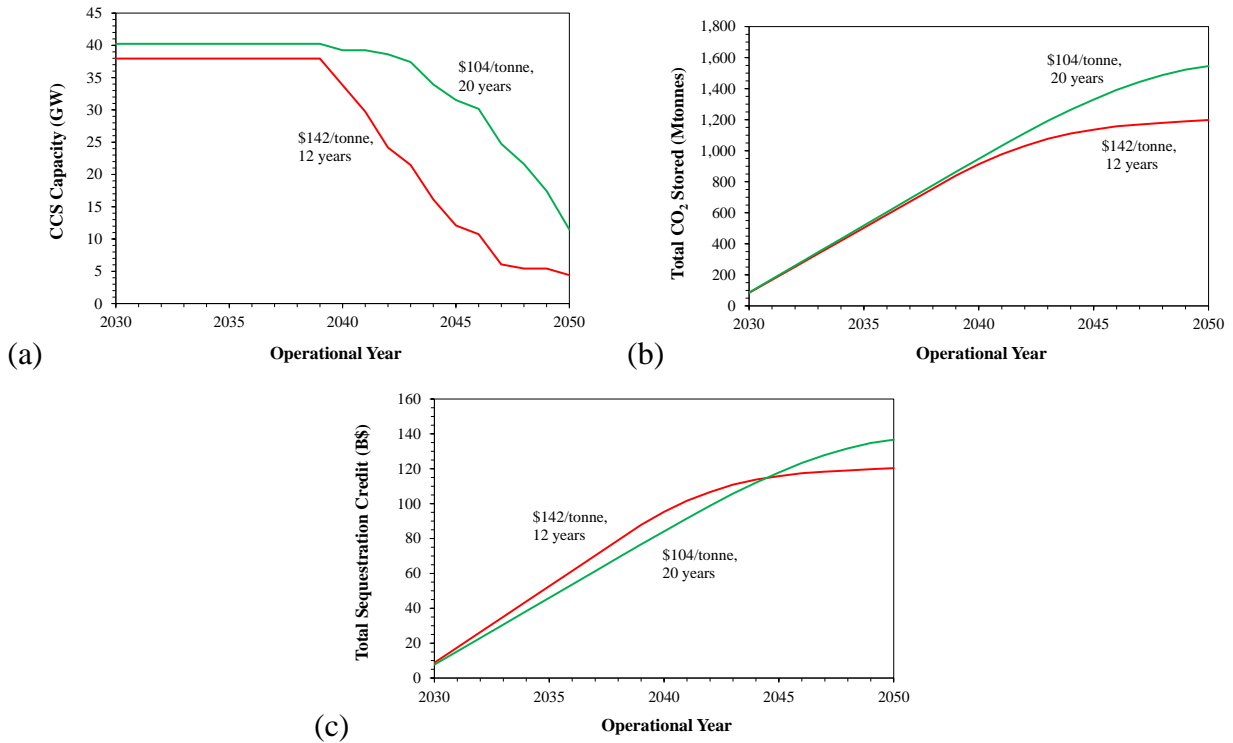 45
40
35
30
25
20
15
10
5
0
CCS Capacity (GW)
$104/tonne,
20 years
$142/tonne,
12 years
2030 2035 2040 2045 2050
Operational Year
(a)
1,800
1,600
1,400
1,200
1,000
800
600
400
200
0
Total CO₂ Stored (Mtonnes)
$104/tonne,
20 years
$142/tonne,
12 years
2030 2035 2040 2045 2050
Operational Year
(b)
160
140
120
100
80
60
40
20
0
Total Sequestration Credit (B$)
$142/tonne,
12 years
$104/tonne,
20 years
2030 2035 2040 2045 2050
Operational Year
(c)